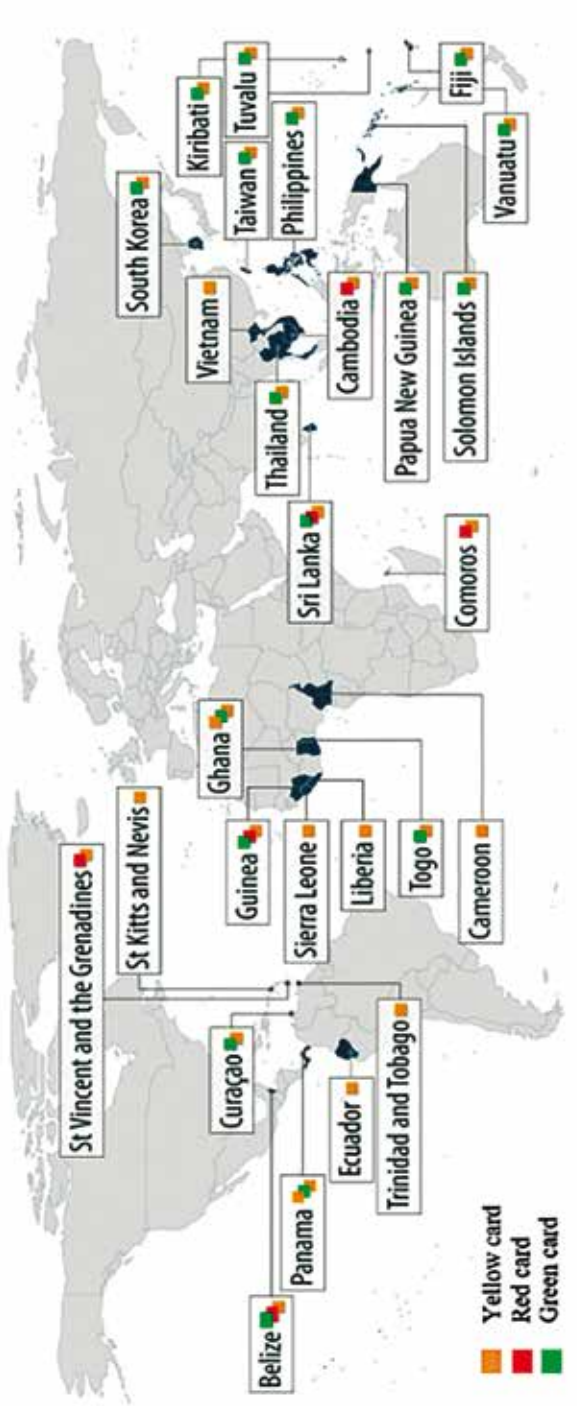 St Vincent and the Grenadines
St Kitts and Nevis
Curaçao
Belize
Panama
Ecuador
Trinidad and Tobago
Ghana
Guinea
Sierra Leone
Liberia
Togo
Cameroon
South Korea
Vietnam
Thailand
Sri Lanka
Cambodia
Comoros
Kiribati
Tuvalu
Taiwan
Philippines
Papua New Guinea
Solomon Islands
Fiji
Vanuatu
Yellow card
Red card
Green card